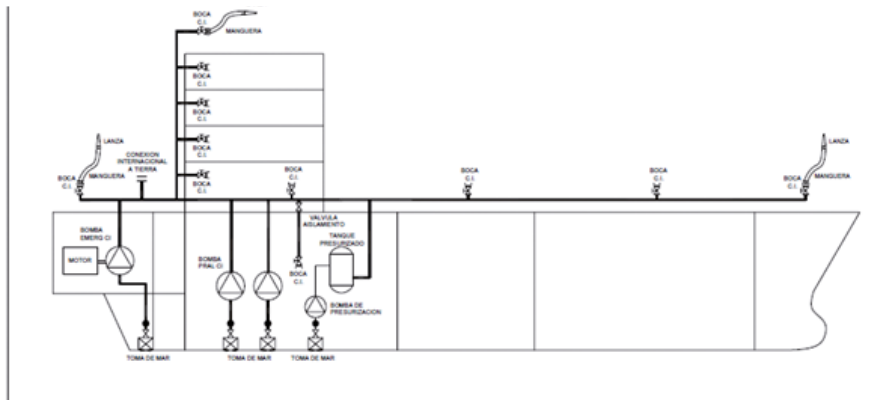 BOCA
C.I.
MANGUERA
BOCA
C.I.
BOCA
C.I.
BOCA
C.I.
BOCA
C.I.
LANZA
MANGUERA
BOCA
C.I.
CONEXION
INTERNACIONAL
A TIERRA
BOCA
C.I.
BOCA
C.I.
BOCA
C.I.
BOCA
C.I.
LANZA
MANGUERA
VALVULA
AISLAMIENTO
BOMBA
EMERG CI
MOTOR
BOMBA
PRAL CI
BOCA
C.I.
TANQUE
PRESURIZADO
BOMBA DE
PRESURIZACION
TOMA DE MAR
TOMA DE MAR
TOMA DE MAR